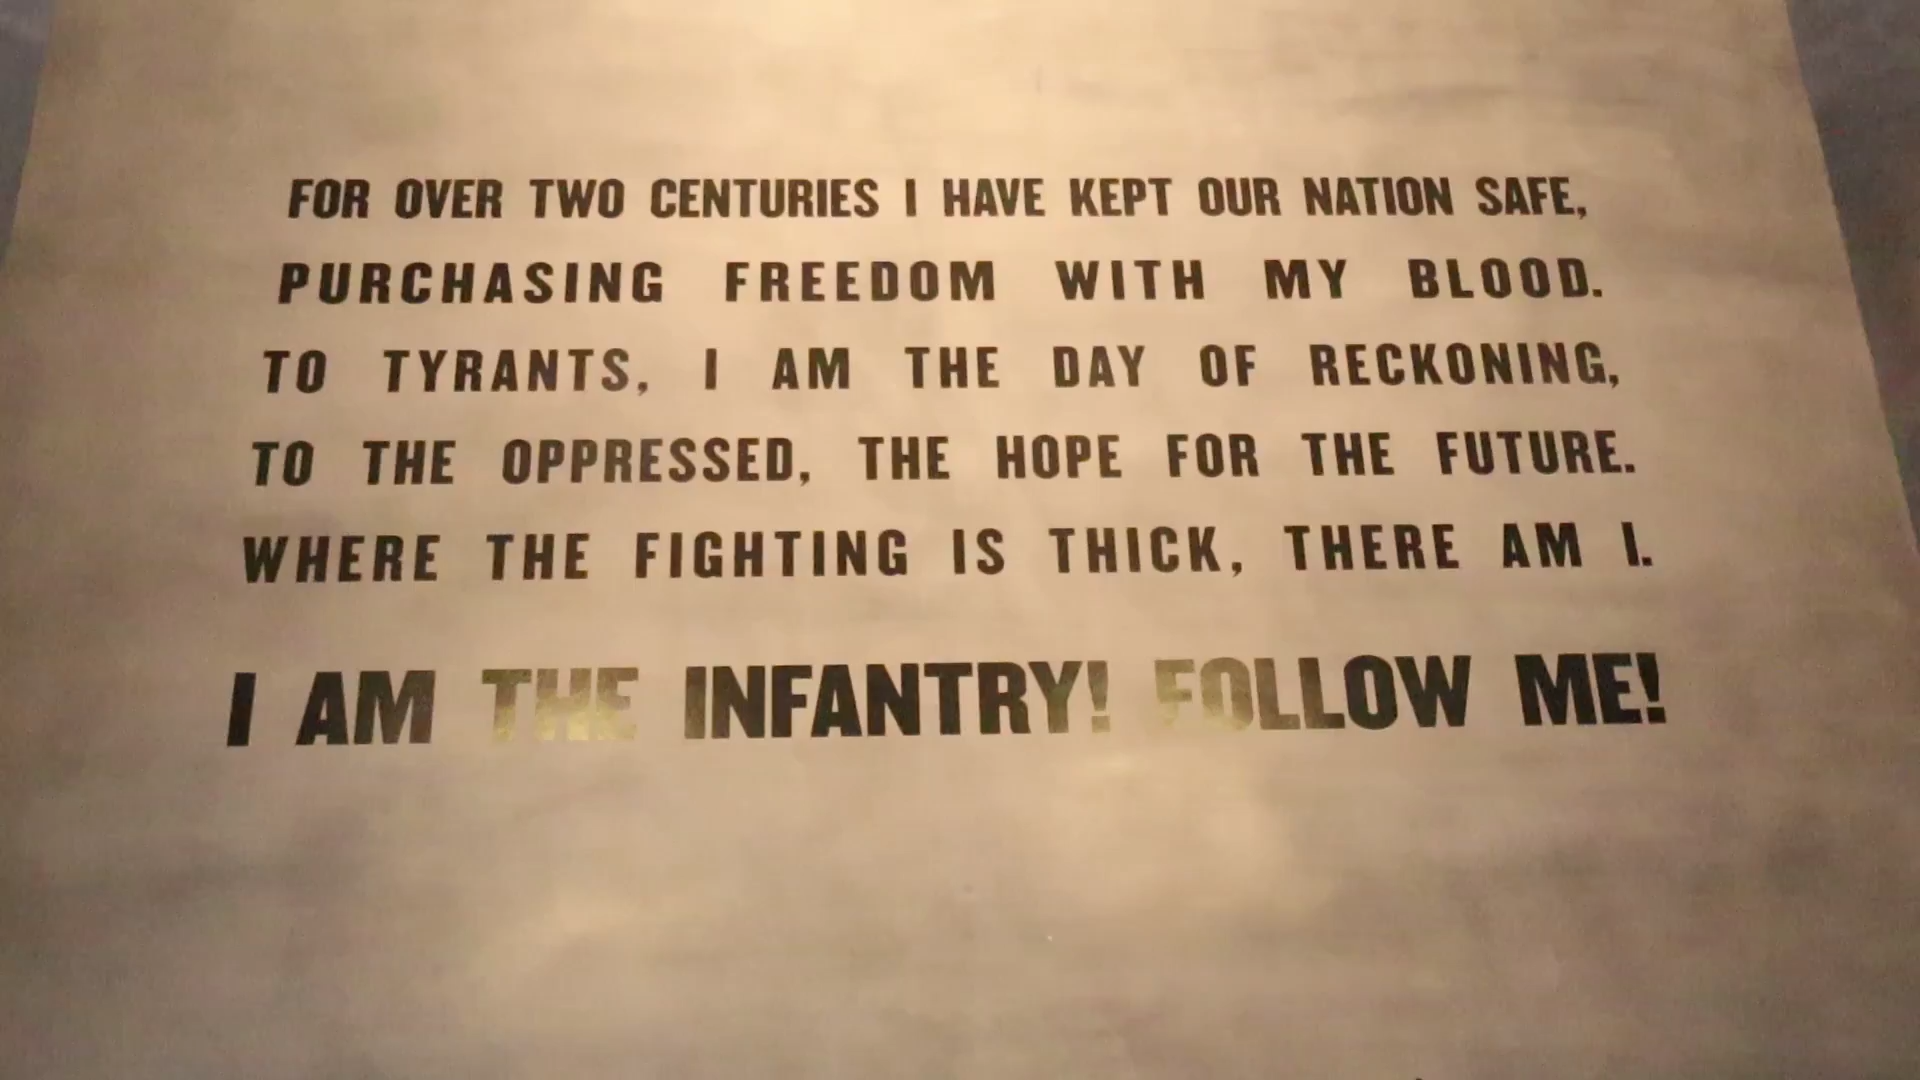 FOR OVER TWO CENTURIES I HAVE KEPT OUR NATION SAFE,
PURCHASING FREEDOM WITH MY BLOOD.
TO TYRANTS, I AM THE DAY OF RECKONING,
TO THE OPPRESSED, THE HOPE FOR THE FUTURE.
WHERE THE FIGHTING IS THICK, THERE AM I.
I AM THE INFANTRY! FOLLOW ME!